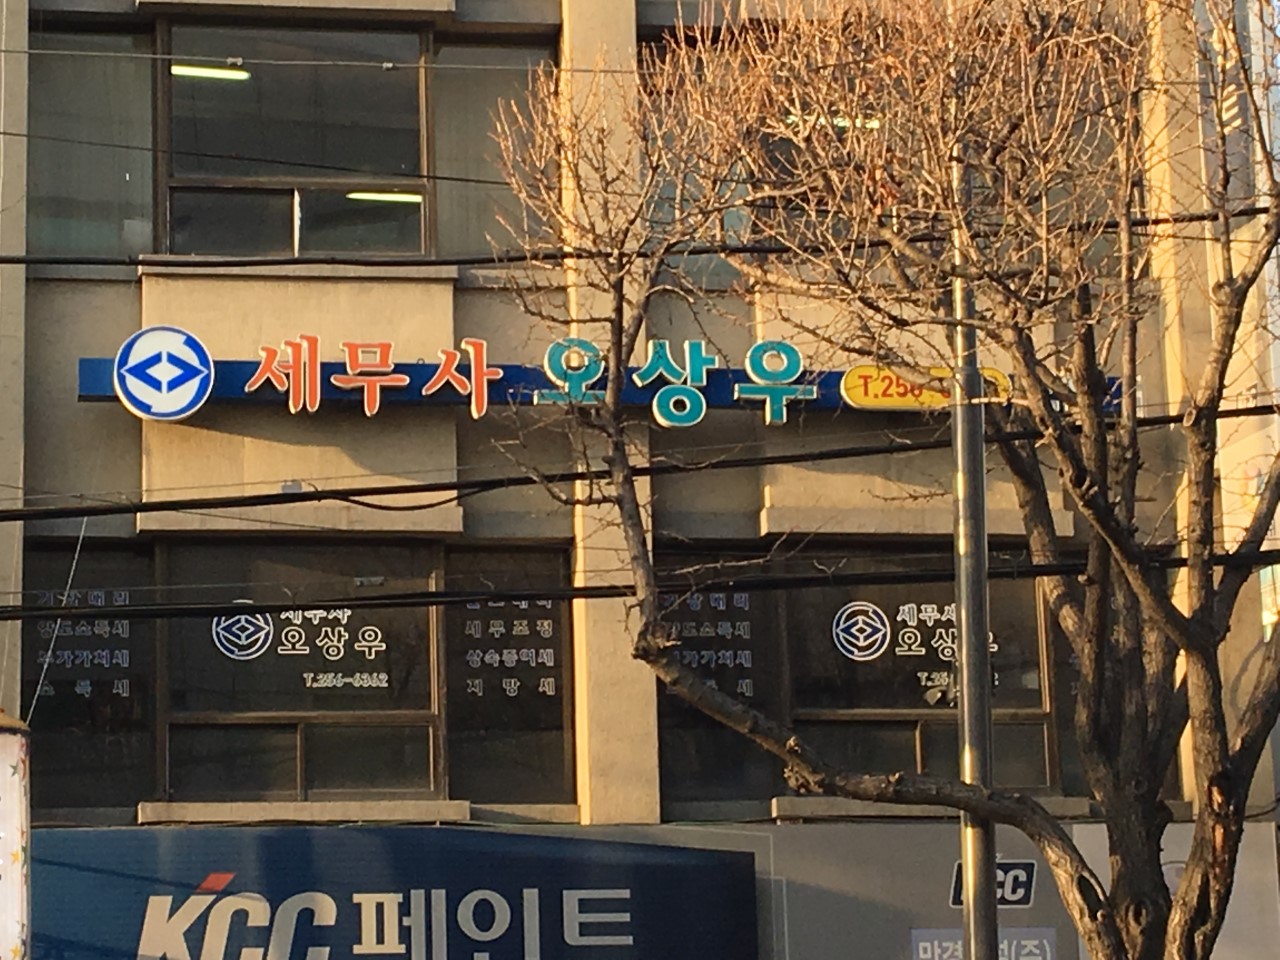 세무사 오상우
세무사
오상우
T.256-6362
양도소득세
부가가치세
소 득 세
세 무 조 정
상속증여세
지 방 세
세무사
오상우
KCC 페인트
KCC